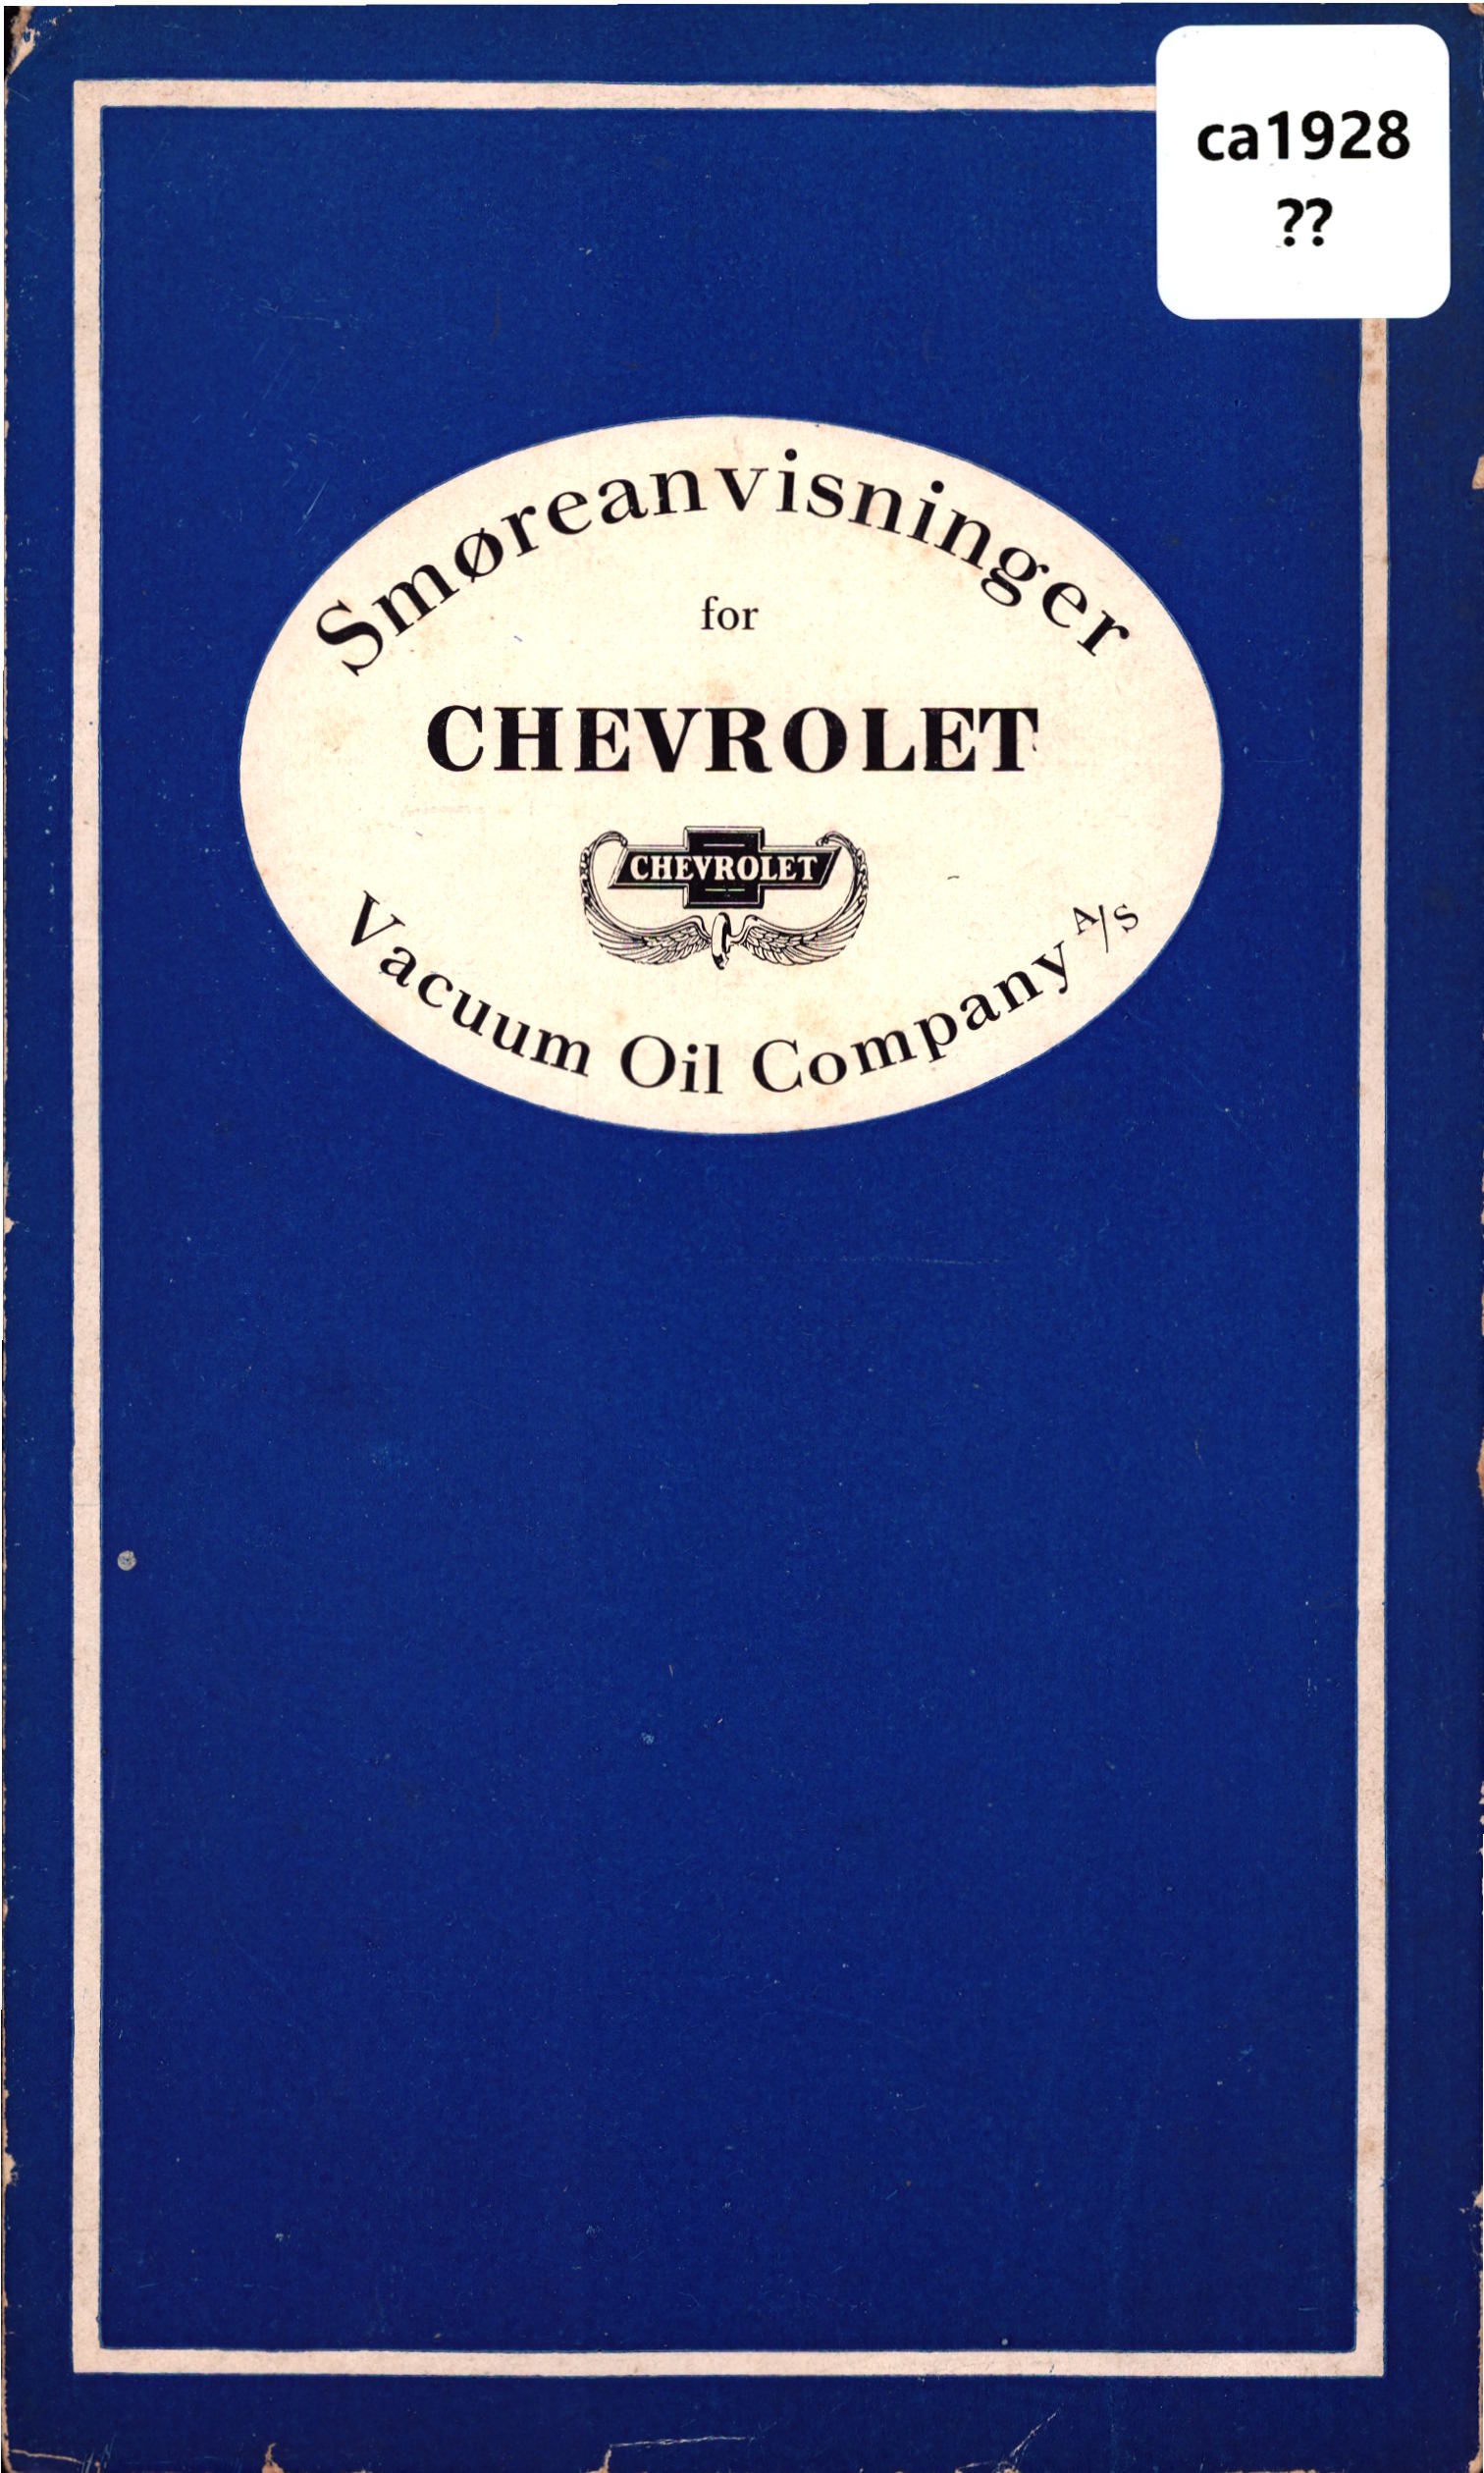 ca1928
??
Smøreanvisninger
for
CHEVROLET
CHEVROLET
Vacuum Oil Company A/S